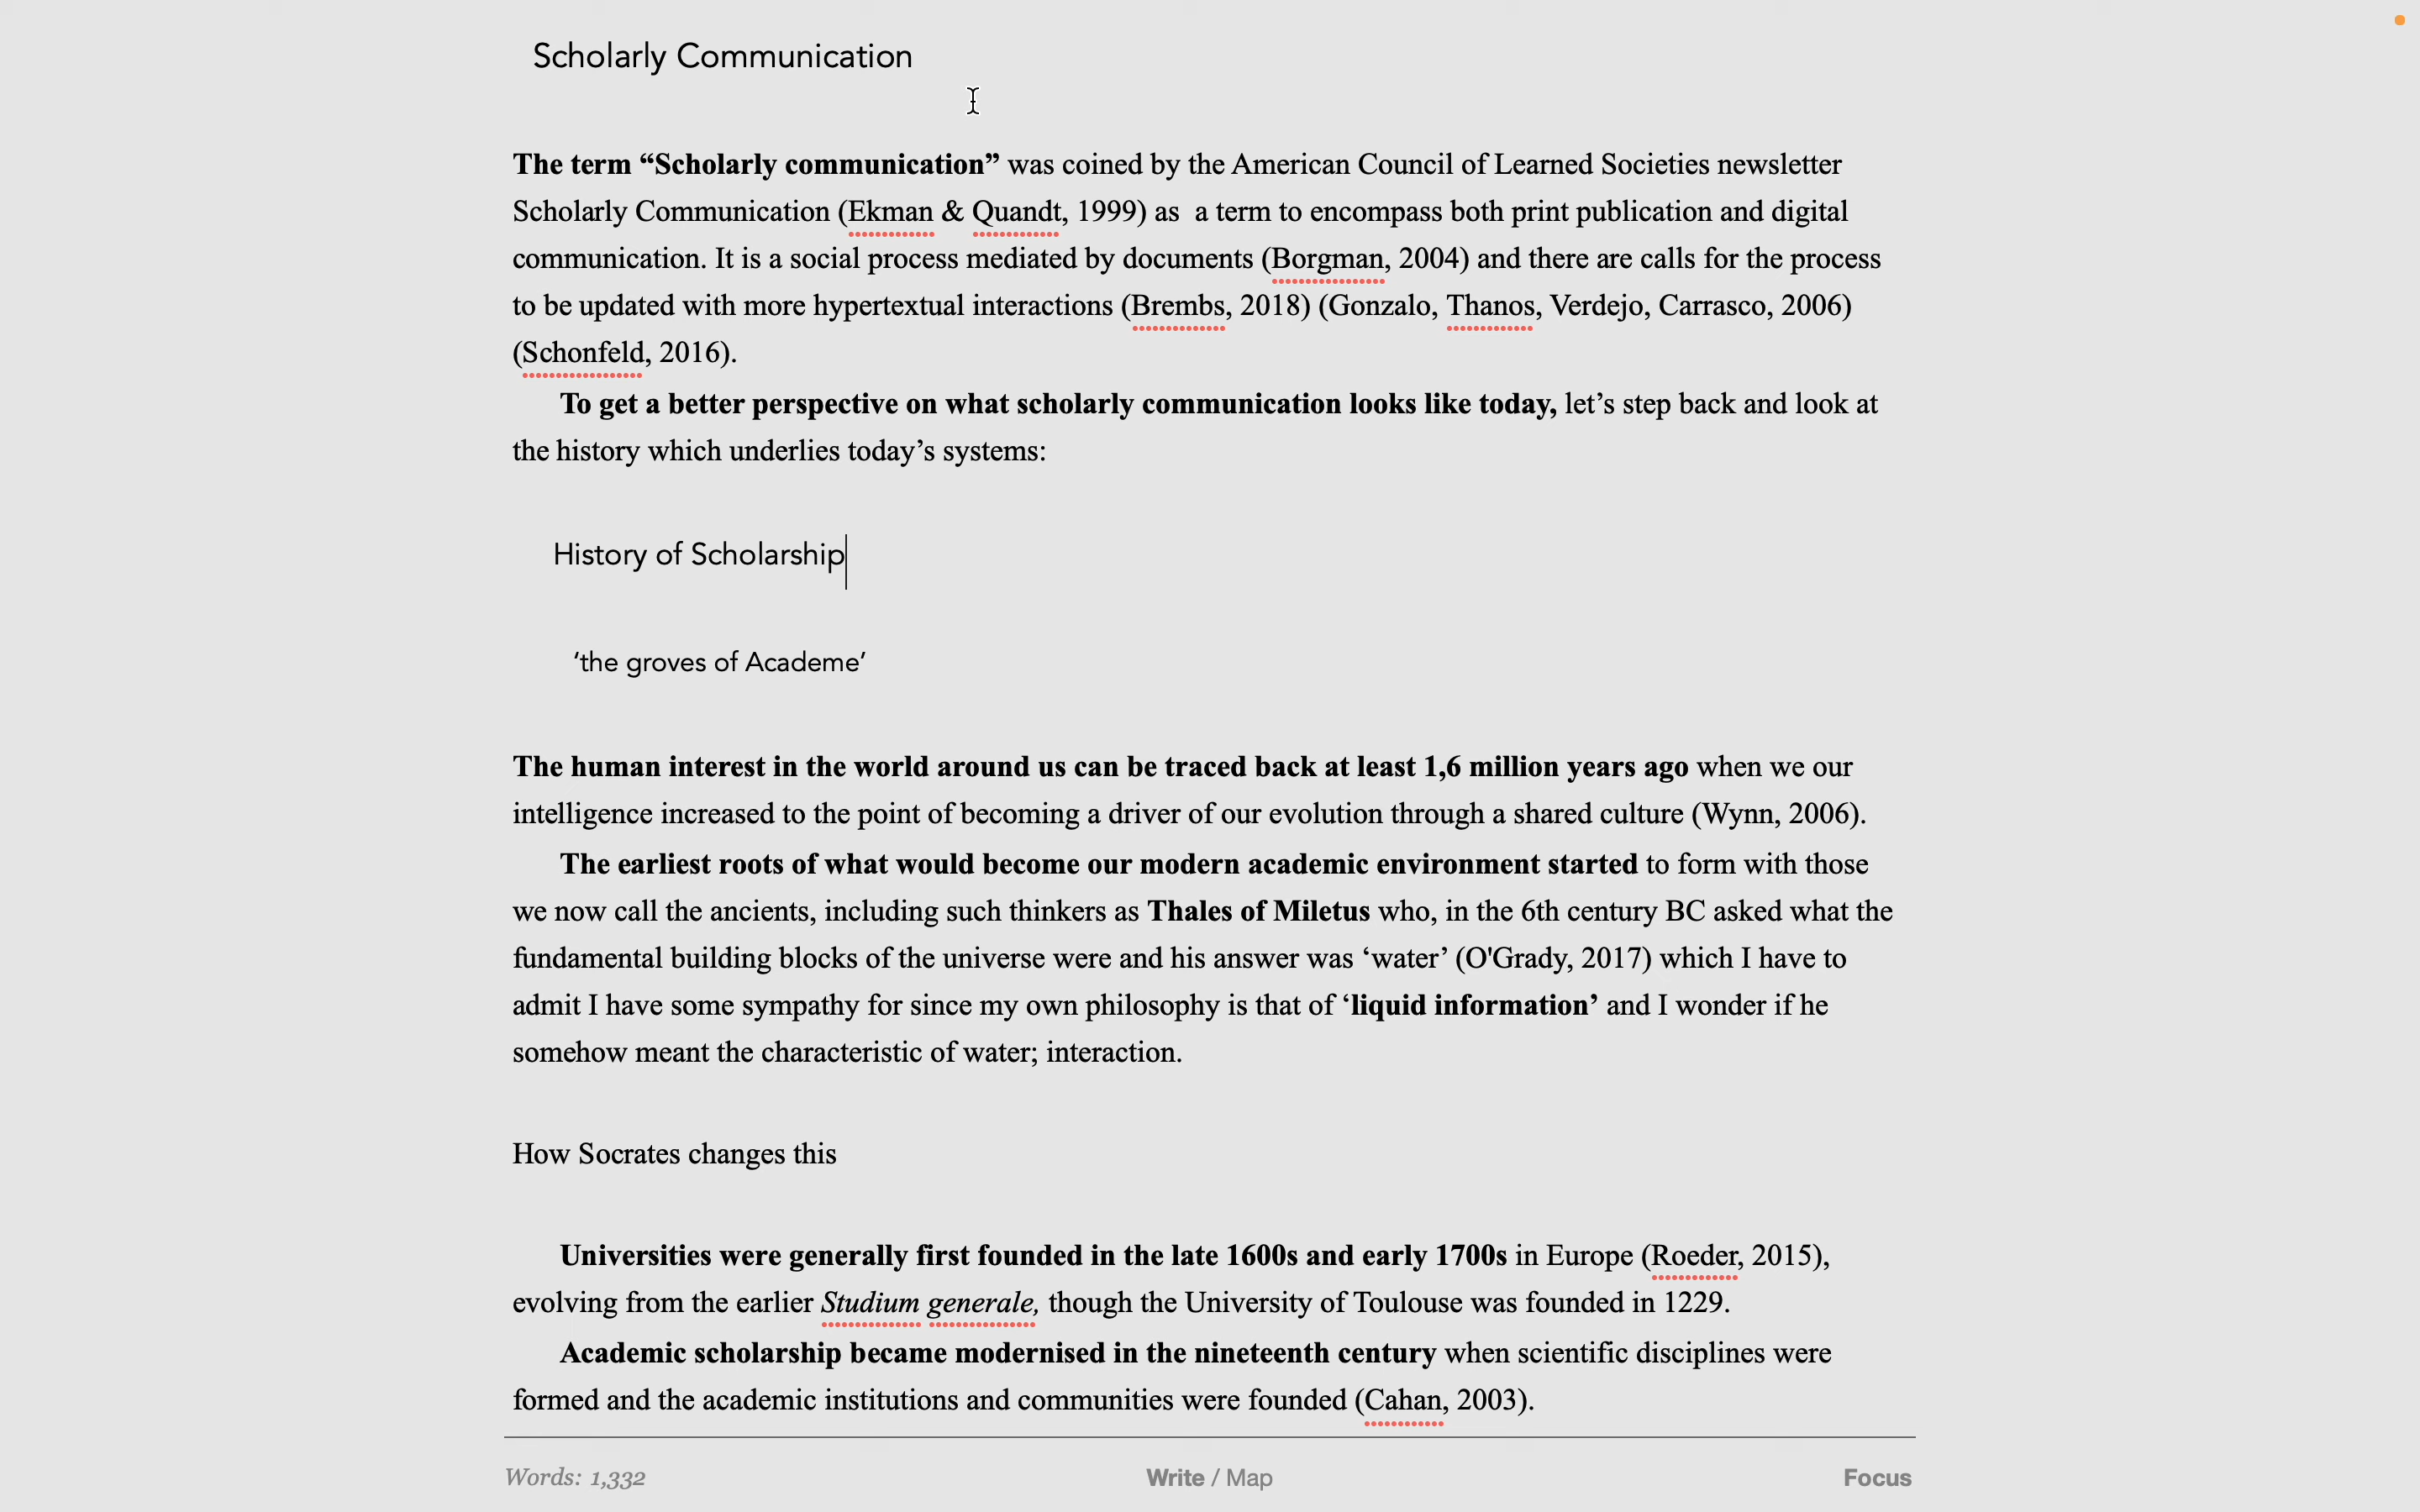 Scholarly Communication
The term “Scholarly communication” was coined by the American Council of Learned Societies newsletter
Scholarly Communication (Ekman & Quandt, 1999) as  a term to encompass both print publication and digital
communication. It is a social process mediated by documents (Borgman, 2004) and there are calls for the process
to be updated with more hypertextual interactions (Brembs, 2018) (Gonzalo, Thanos, Verdejo, Carrasco, 2006)
(Schonfeld, 2016).
To get a better perspective on what scholarly communication looks like today, let’s step back and look at
the history which underlies today’s systems:
History of Scholarship
‘the groves of Academe’
The human interest in the world around us can be traced back at least 1,6 million years ago when we our
intelligence increased to the point of becoming a driver of our evolution through a shared culture (Wynn, 2006).
The earliest roots of what would become our modern academic environment started to form with those
we now call the ancients, including such thinkers as Thales of Miletus who, in the 6th century BC asked what the
fundamental building blocks of the universe were and his answer was ‘water’ (O'Grady, 2017) which I have to
admit I have some sympathy for since my own philosophy is that of ‘liquid information’ and I wonder if he
somehow meant the characteristic of water; interaction.
How Socrates changes this
Universities were generally first founded in the late 1600s and early 1700s in Europe (Roeder, 2015),
evolving from the earlier Studium generale, though the University of Toulouse was founded in 1229.
Academic scholarship became modernised in the nineteenth century when scientific disciplines were
formed and the academic institutions and communities were founded (Cahan, 2003).
Words: 1,332 Write / Map Focus